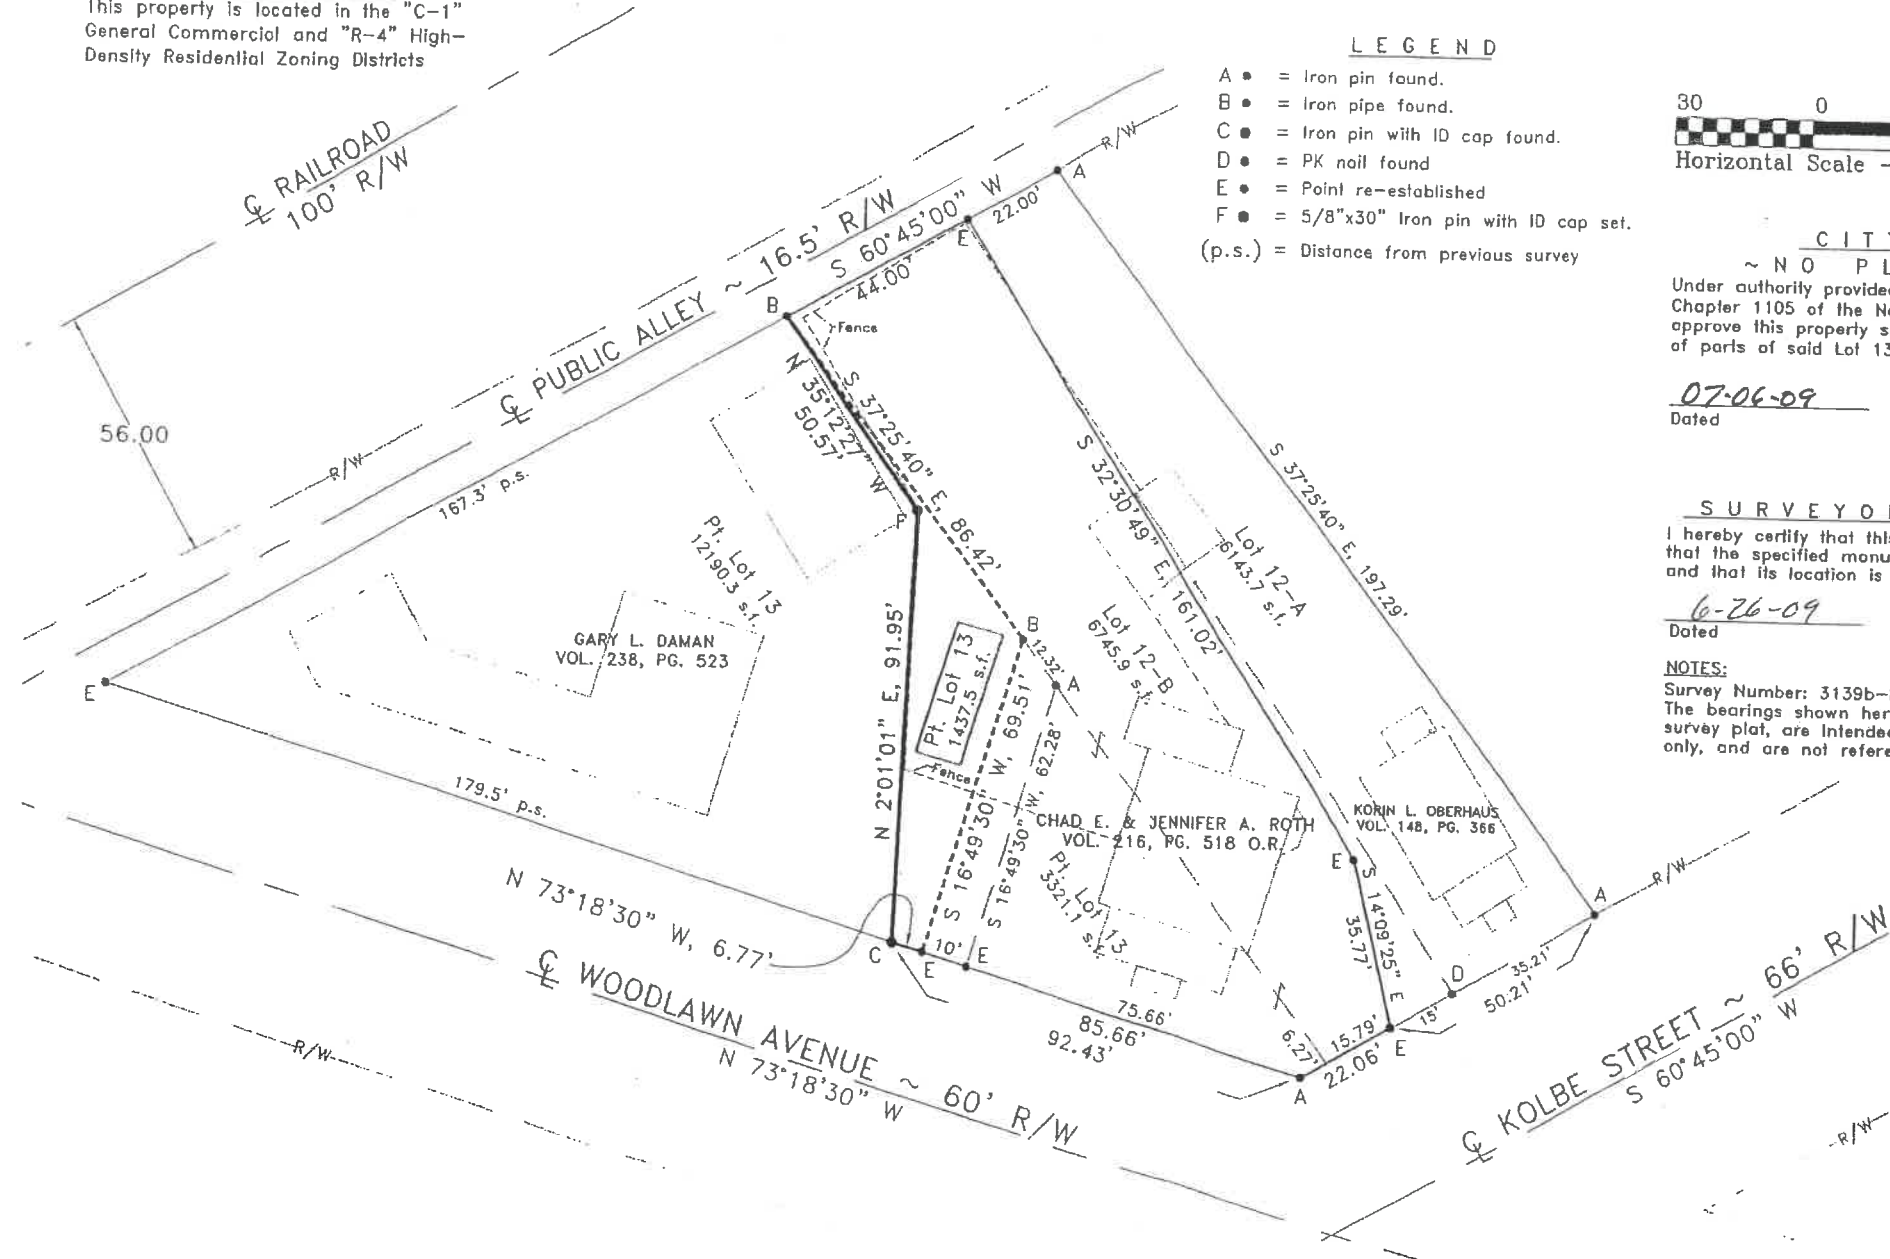 This property is located in the "C-1"
General Commercial and "R-4" High-
Density Residential Zoning Districts
L E G E N D
A ● = Iron pin found.
B ● = Iron pipe found.
C ● = Iron pin with ID cap found.
D ● = PK nail found
E ● = Point re-established
F ● = 5/8"x30" Iron pin with ID cap set.
(p.s.) = Distance from previous survey
30 0
Horizontal Scale -
C I T
~ N O P L
Under authority provide
Chapter 1105 of the N
approve this property s
of parts of said Lot 13
07-06-09
Dated
S U R V E Y O
I hereby certify that this
that the specified monu
and that its location is
6-26-09
Dated
NOTES:
Survey Number: 3139b-
The bearings shown her
survey plat, are intended
only, and are not refere
℄ RAILROAD
100' R/W
56.00
℄ PUBLIC ALLEY ~ 16.5' R/W
S 60°45'00" W
44.00'
22.00'
R/W
R/W
A
E
B
Fence
167.3' p.s.
N 35°12'27" W
50.57'
S 37°25'40" E, 86.42'
F
S 32°30'49" E, 161.02'
S 37°25'40" E, 197.29'
Pt. Lot 13
12190.3 s.f.
Lot 12-A
6143.7 s.f.
Lot 12-B
6745.9 s.f.
GARY L. DAMAN
VOL. 238, PG. 523
E
B
12.32'
A
N 2°01'01" E, 91.95'
Pt. Lot 13
1437.5 s.f.
Fence
S 16°49'30" W, 69.51'
S 16°49'30" W, 62.28'
CHAD E. & JENNIFER A. ROTH
VOL. 216, PG. 518 O.R.
Pt. Lot 13
3321.1 s.f.
KORIN L. OBERHAUS
VOL. 148, PG. 366
E
S 14°09'25" E
35.77'
A
R/W
179.5' p.s.
N 73°18'30" W, 6.77'
C
E
10'
E
75.66'
85.66'
92.43'
6.27'
15.79'
22.06'
A
E
15'
D
35.21'
50.21'
℄ WOODLAWN AVENUE ~ 60' R/W
N 73°18'30" W
R/W
℄ KOLBE STREET ~ 66' R/W
S 60°45'00" W
R/W